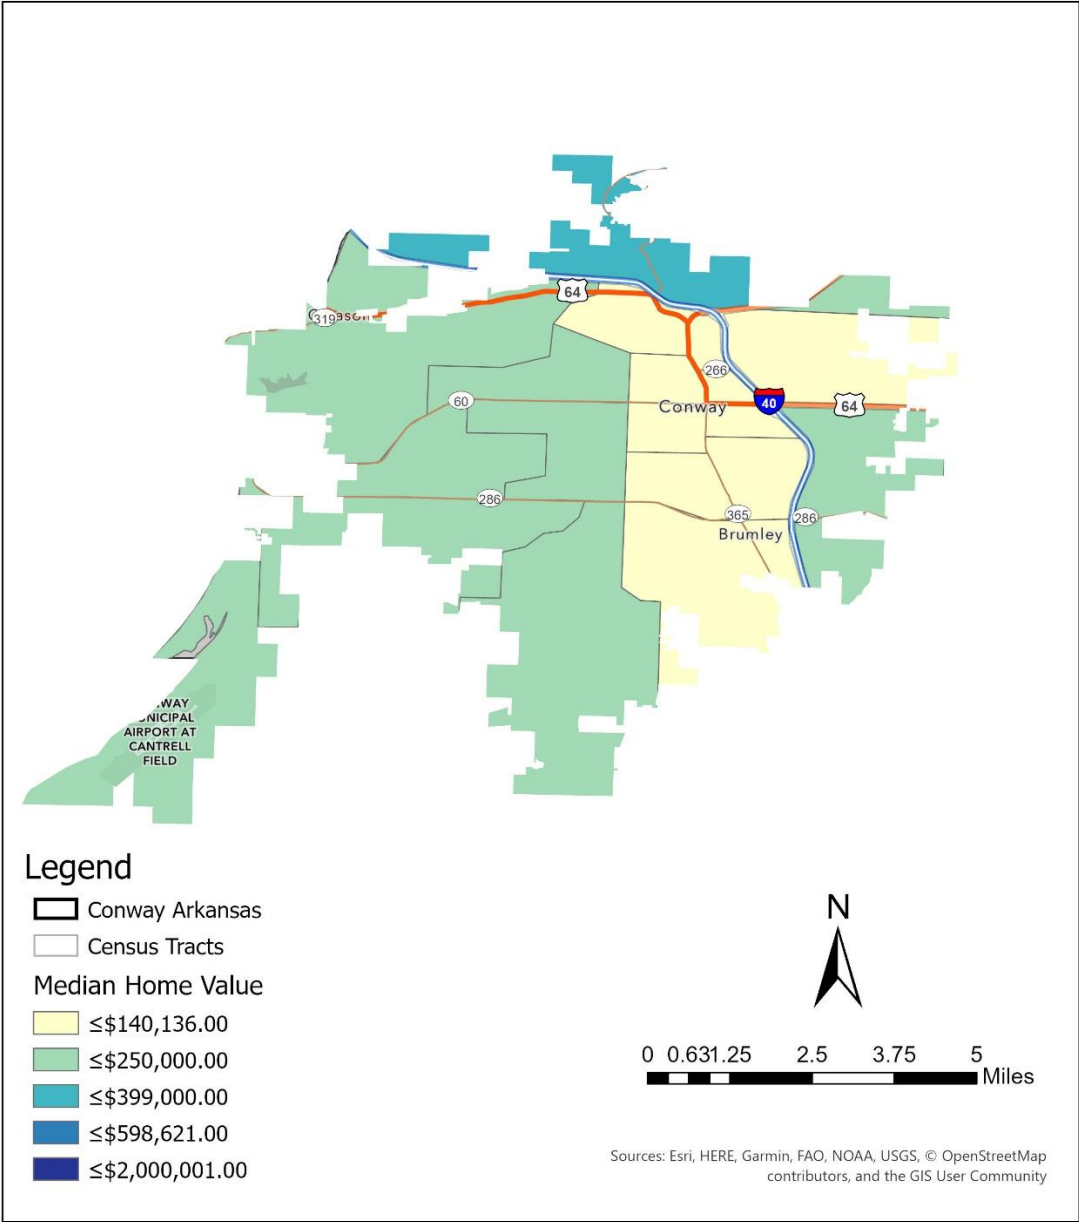 64
319
266
60
Conway
40
64
286
365
286
Brumley
WAY
NICIPAL
AIRPORT AT
CANTRELL
FIELD
Legend
Conway Arkansas
Census Tracts
Median Home Value
≤$140,136.00
≤$250,000.00
≤$399,000.00
≤$598,621.00
≤$2,000,001.00
N
0 0.631.25 2.5 3.75 5
Miles
Sources: Esri, HERE, Garmin, FAO, NOAA, USGS, © OpenStreetMap
contributors, and the GIS User Community